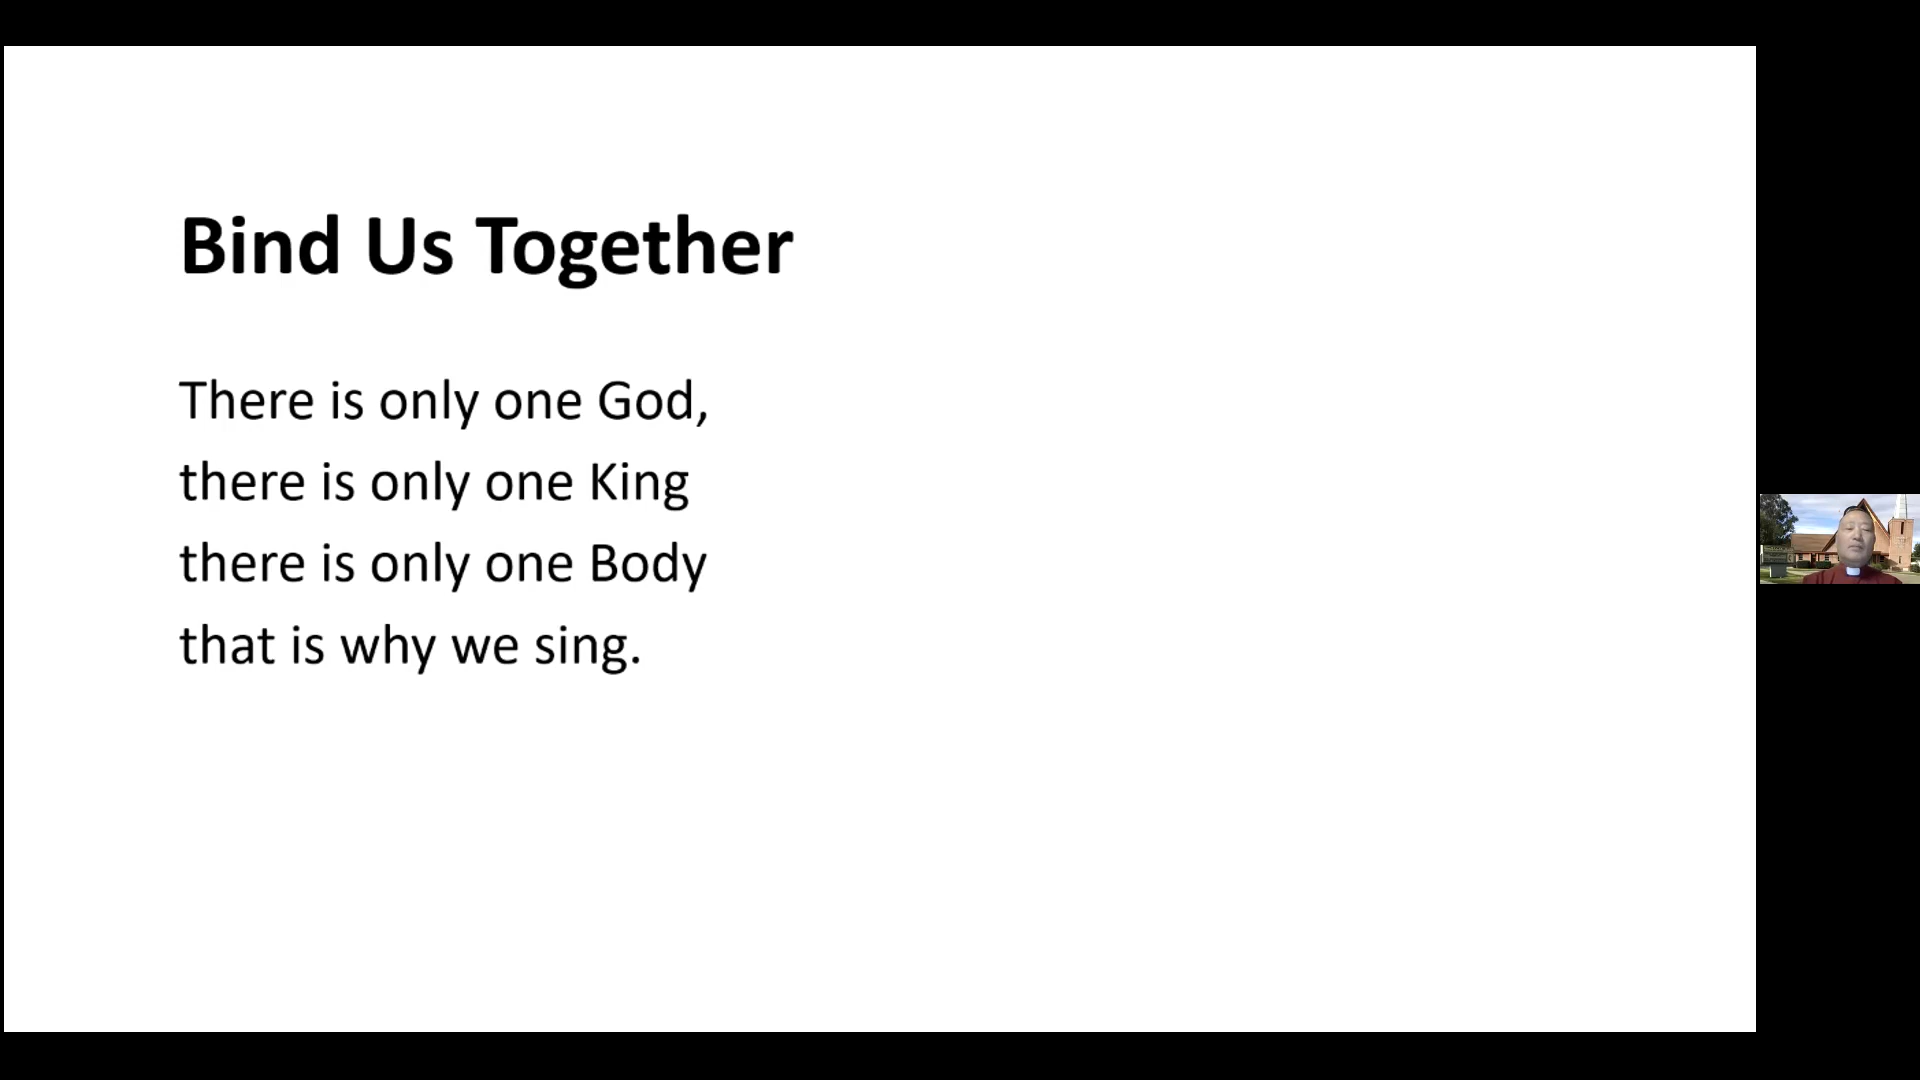 Bind Us Together
There is only one God,
there is only one King
there is only one Body
that is why we sing.